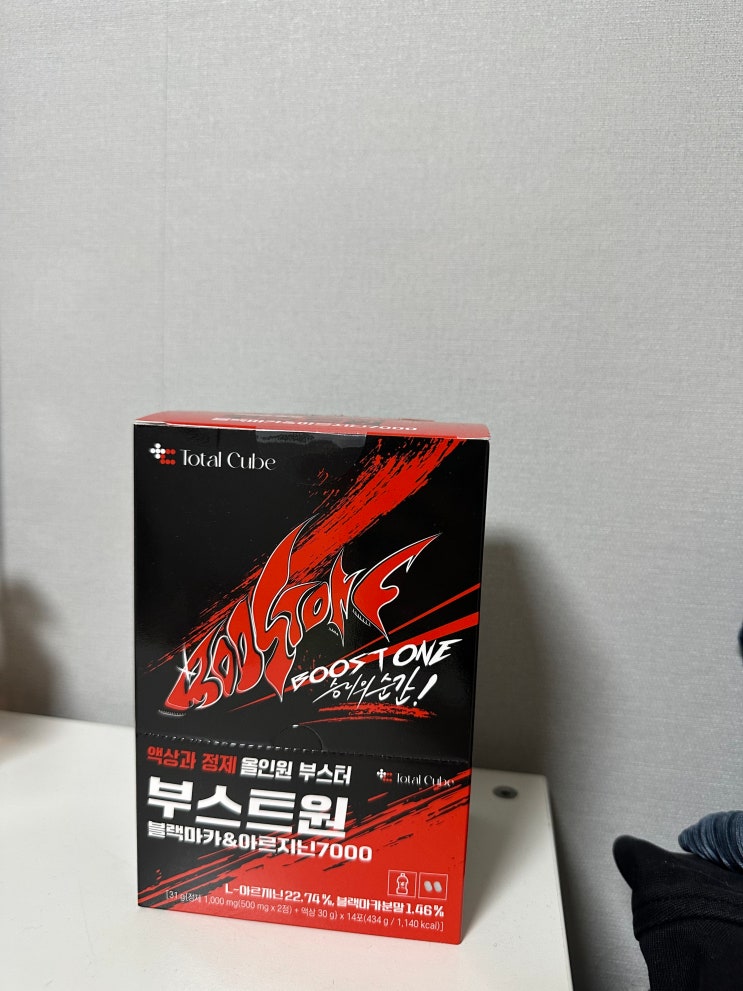 Total Cube
BOOSTONE
BOOSTONE
승리의 순간!
액상과 정제 올인원 부스터
Total Cube
부스트원
블랙마카&아르지닌7000
L-아르지닌 22.74%, 블랙마카분말 1.46%
[31 g{정제 1,000 mg(500 mg x 2정) + 액상 30 g} x 14포(434 g / 1,140 kcal)]